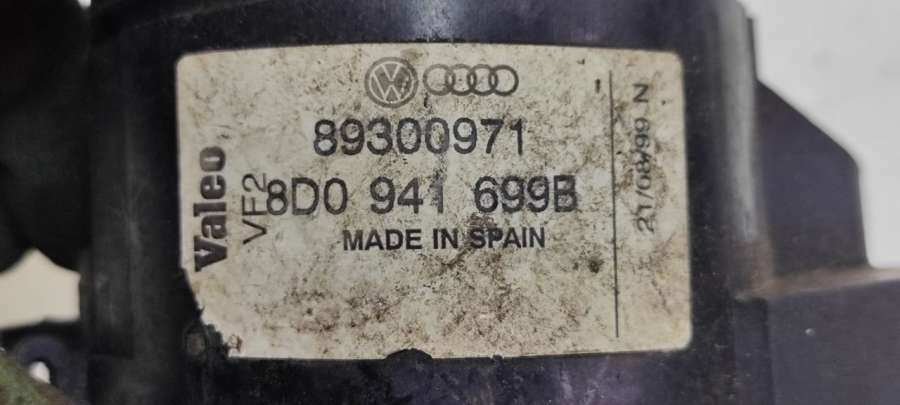 89300971
8D0 941 699B
MADE IN SPAIN
Valeo
VF2
21/08/99 N